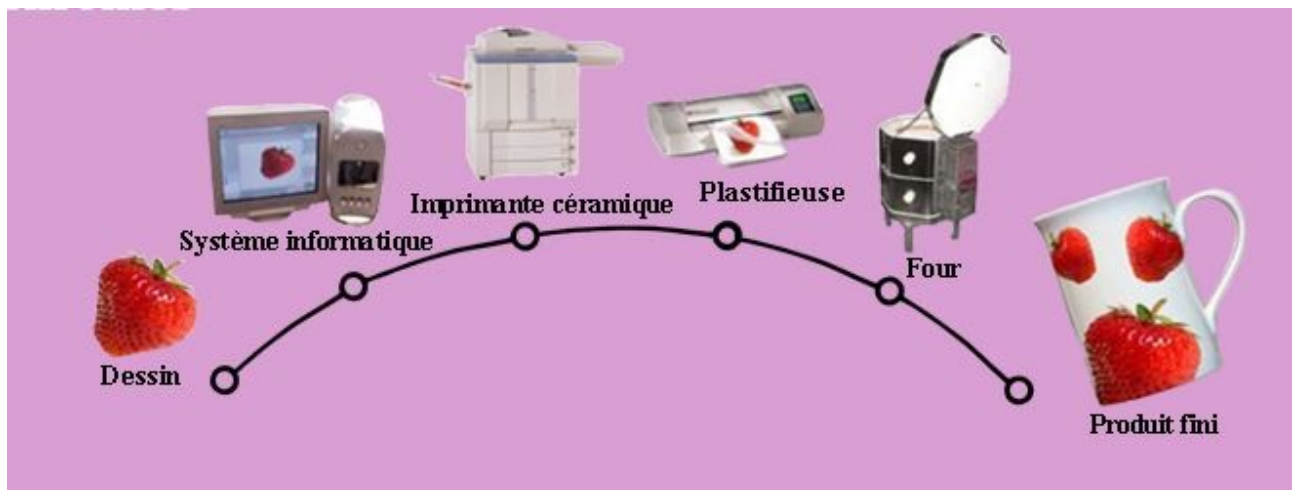 Dessin
Système informatique
Imprimante céramique
Plastifieuse
Four
Produit fini